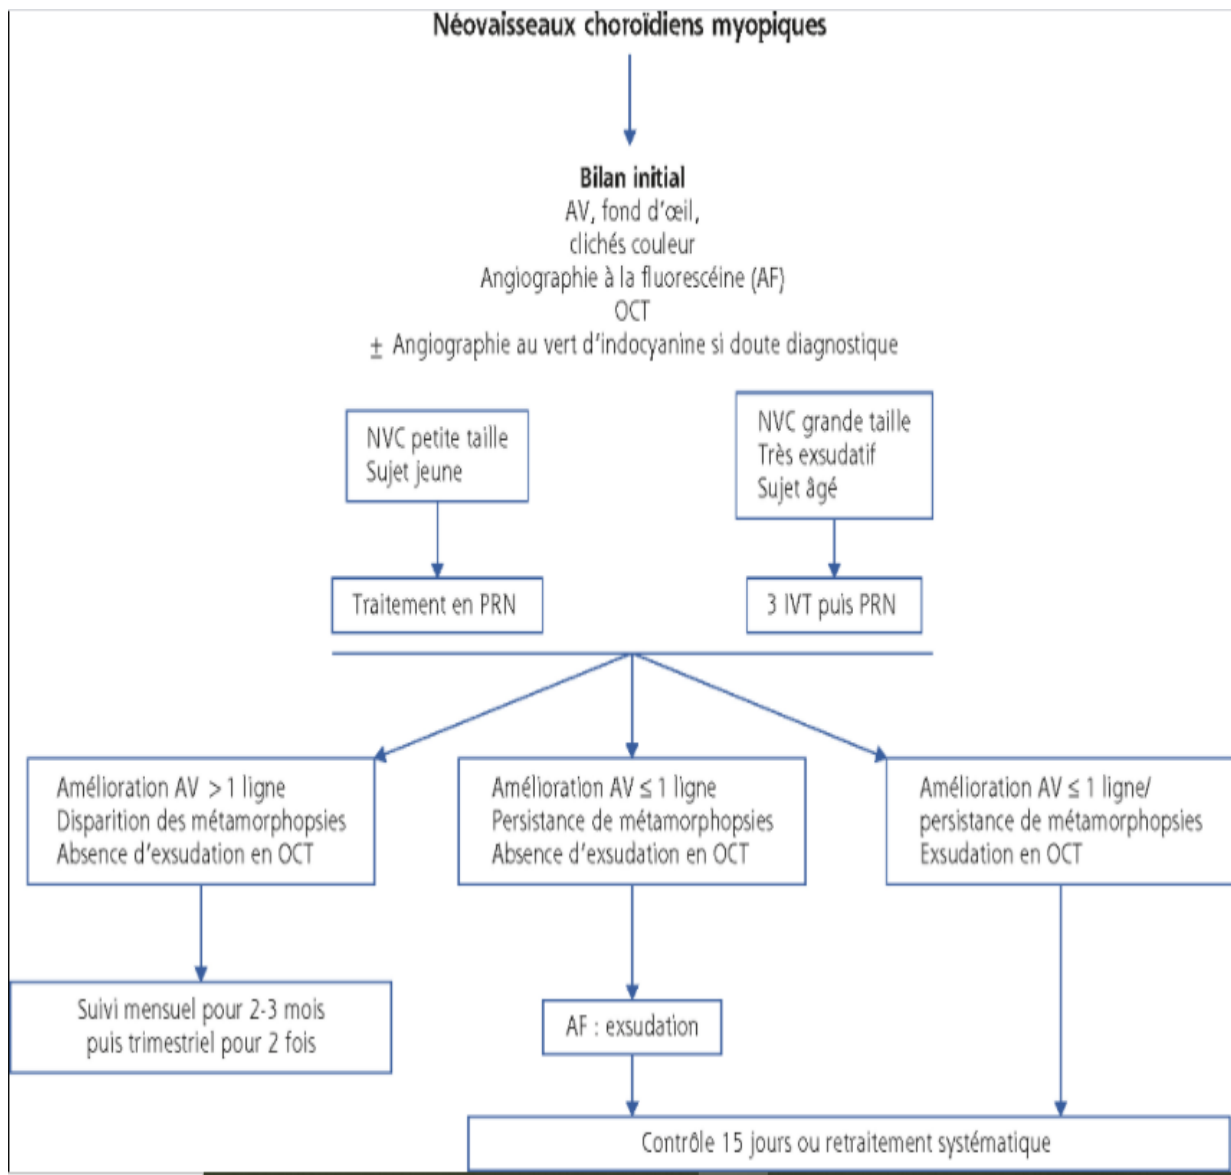 Néovaisseaux choroïdiens myopiques
Bilan initial
AV, fond d'œil,
clichés couleur
Angiographie à la fluorescéine (AF)
OCT
± Angiographie au vert d'indocyanine si doute diagnostique
NVC petite taille
Sujet jeune
NVC grande taille
Très exsudatif
Sujet âgé
Traitement en PRN
3 IVT puis PRN
Amélioration AV > 1 ligne
Disparition des métamorphopsies
Absence d'exsudation en OCT
Amélioration AV ≤ 1 ligne
Persistance de métamorphopsies
Absence d'exsudation en OCT
Amélioration AV ≤ 1 ligne/
persistance de métamorphopsies
Exsudation en OCT
Suivi mensuel pour 2-3 mois
puis trimestriel pour 2 fois
AF : exsudation
Contrôle 15 jours ou retraitement systématique